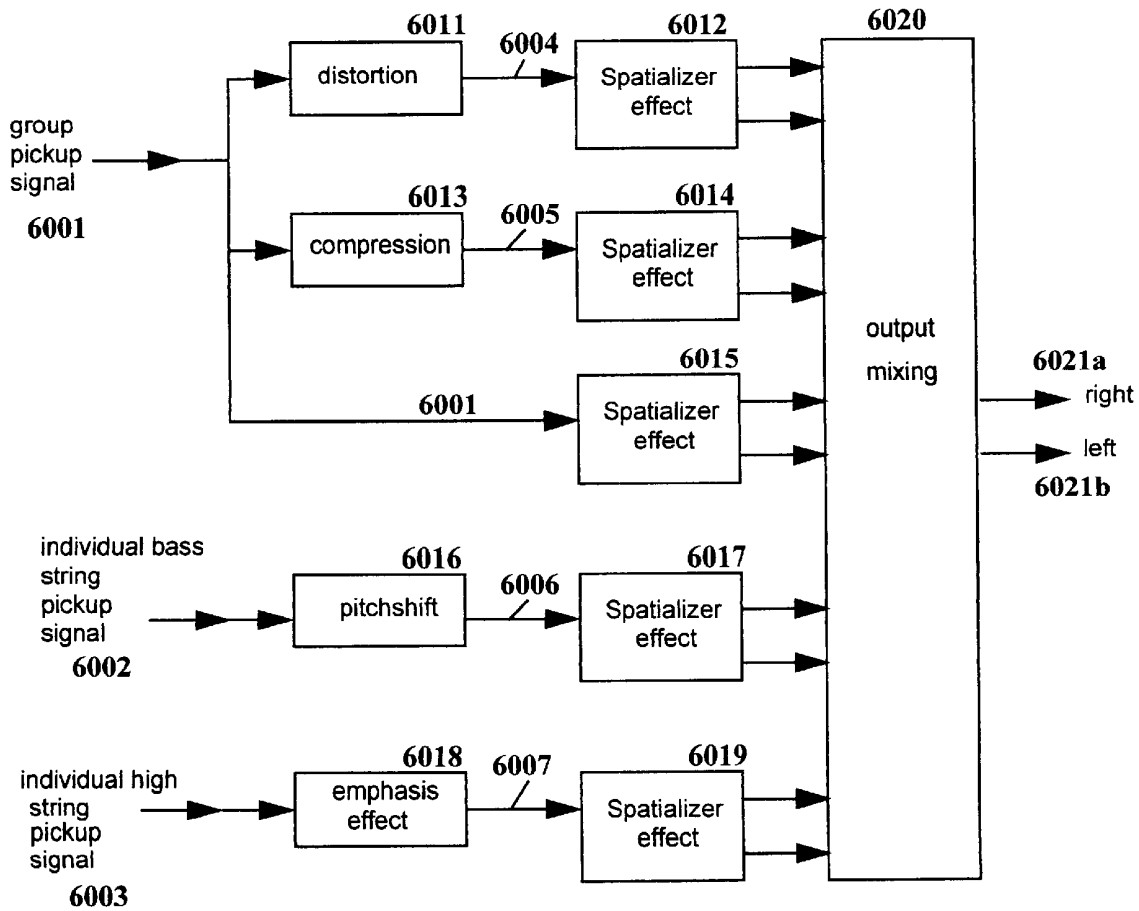 6011
distortion
6004
6012
Spatializer
effect
6020
group
pickup
signal
6001
6013
compression
6005
6014
Spatializer
effect
output
mixing
6015
6001
Spatializer
effect
6021a
right
left
6021b
individual bass
string
pickup
signal
6002
6016
pitchshift
6006
6017
Spatializer
effect
individual high
string
pickup
signal
6003
6018
emphasis
effect
6007
6019
Spatializer
effect